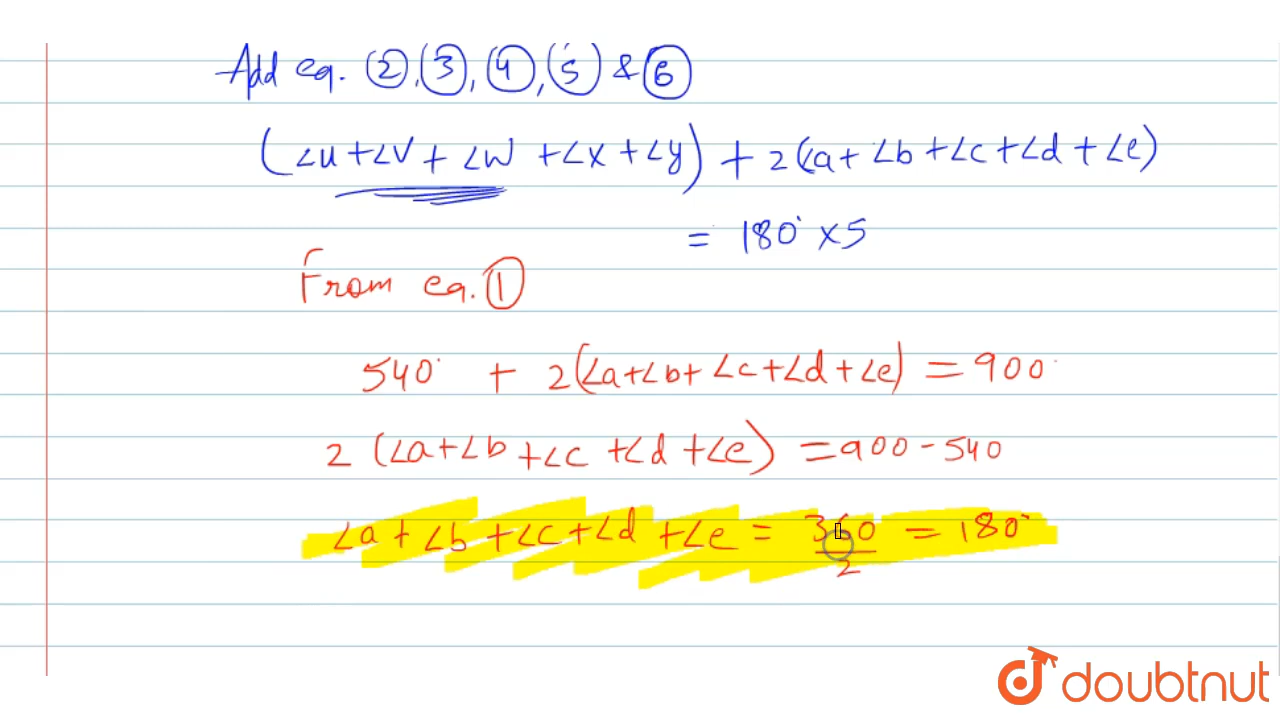 Add eq. ②, ③, ④, ⑤ & ⑥
(∠u + ∠v + ∠w + ∠x + ∠y) + 2(∠a + ∠b + ∠c + ∠d + ∠e)
= 180° × 5
From eq. ①
540° + 2(∠a + ∠b + ∠c + ∠d + ∠e) = 900°
2 (∠a + ∠b + ∠c + ∠d + ∠e) = 900 - 540
∠a + ∠b + ∠c + ∠d + ∠e = 360/2 = 180°
doubtnut